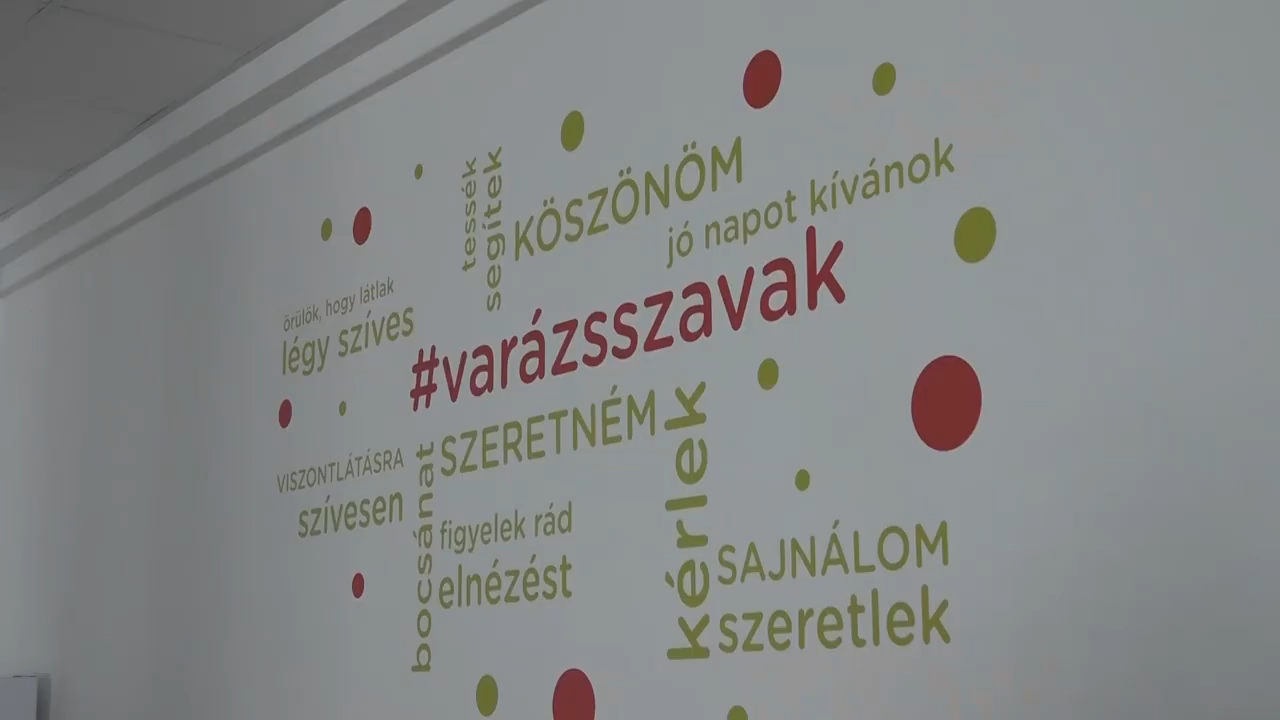 tessék
segítek
KÖSZÖNÖM
jó napot kívánok
örülök, hogy látlak
légy szíves
#varázsszavak
SZERETNÉM
VISZONTLÁTÁSRA
szívesen
bocsánat
figyelek rád
elnézést
kérlek
SAJNÁLOM
szeretlek